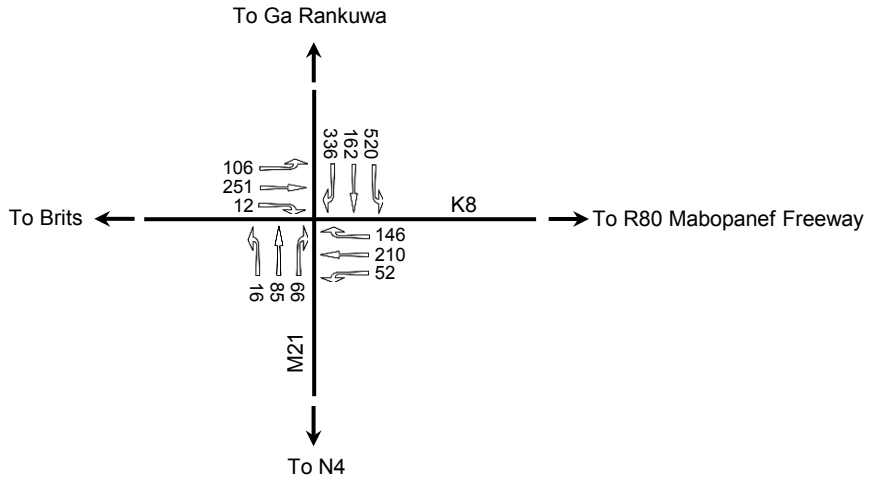 To Ga Rankuwa
336
162
520
106
251
12
K8
To Brits
To R80 Mabopanef Freeway
146
210
52
16
85
66
M21
To N4